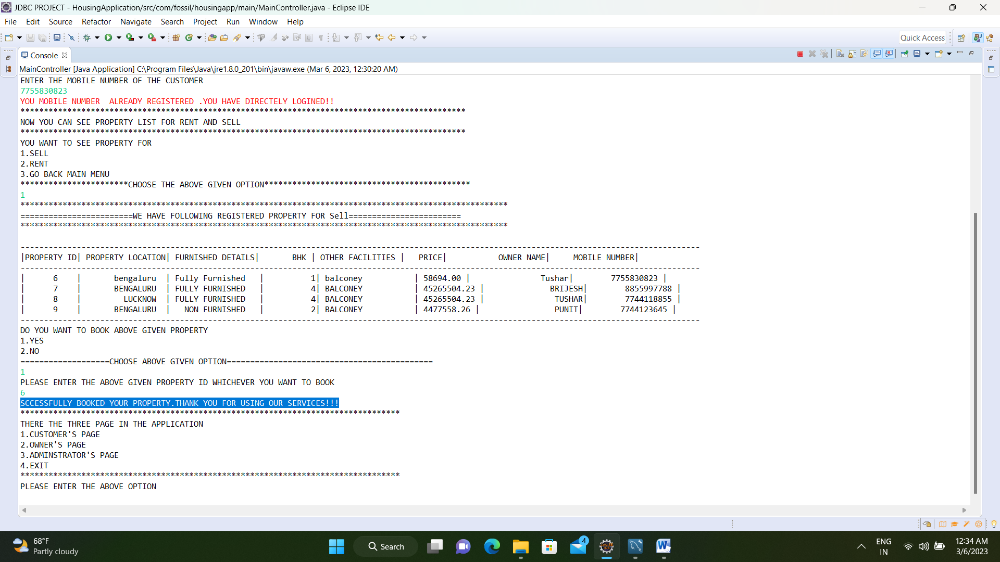 JDBC PROJECT - HousingApplication/src/com/fossil/housingapp/main/MainController.java - Eclipse IDE
File Edit Source Refactor Navigate Search Project Run Window Help
Quick Access
Console
MainController [Java Application] C:\Program Files\Java\jre1.8.0_201\bin\javaw.exe (Mar 6, 2023, 12:30:20 AM)
ENTER THE MOBILE NUMBER OF THE CUSTOMER
7755830823
YOU MOBILE NUMBER  ALREADY REGISTERED .YOU HAVE DIRECTELY LOGINED!!
***********************************************************************************************
NOW YOU CAN SEE PROPERTY LIST FOR RENT AND SELL
***********************************************************************************************
YOU WANT TO SEE PROPERTY FOR
1.SELL
2.RENT
3.GO BACK MAIN MENU
***********************CHOOSE THE ABOVE GIVEN OPTION********************************************
1
********************************************************************************************************
========================WE HAVE FOLLOWING REGISTERED PROPERTY FOR Sell========================
********************************************************************************************************
-------------------------------------------------------------------------------------------------------------------------------------------------
|PROPERTY ID| PROPERTY LOCATION| FURNISHED DETAILS|       BHK | OTHER FACILITIES |   PRICE|           OWNER NAME|     MOBILE NUMBER|
-------------------------------------------------------------------------------------------------------------------------------------------------
|      6    |       bengaluru  | Fully Furnished   |          1| balconey           | 58694.00 |               Tushar|        7755830823 |
|      7    |       BENGALURU  | FULLY FURNISHED   |          4| BALCONEY           | 45265504.23 |              BRIJESH|        8855997788 |
|      8    |         LUCKNOW  | FULLY FURNISHED   |          4| BALCONEY           | 45265504.23 |               TUSHAR|        7744118855 |
|      9    |       BENGALURU  |   NON FURNISHED   |          2| BALCONEY           | 4477558.26 |                PUNIT|        7744123645 |
-------------------------------------------------------------------------------------------------------------------------------------------------
DO YOU WANT TO BOOK ABOVE GIVEN PROPERTY
1.YES
2.NO
===================CHOOSE ABOVE GIVEN OPTION============================================
1
PLEASE ENTER THE ABOVE GIVEN PROPERTY ID WHICHEVER YOU WANT TO BOOK
6
SCCESSFULLY BOOKED YOUR PROPERTY.THANK YOU FOR USING OUR SERVICES!!!
*********************************************************************************
THERE THE THREE PAGE IN THE APPLICATION
1.CUSTOMER'S PAGE
2.OWNER'S PAGE
3.ADMINSTRATOR'S PAGE
4.EXIT
*********************************************************************************
PLEASE ENTER THE ABOVE OPTION
68°F
Partly cloudy
Search
4
ENG
IN
12:34 AM
3/6/2023